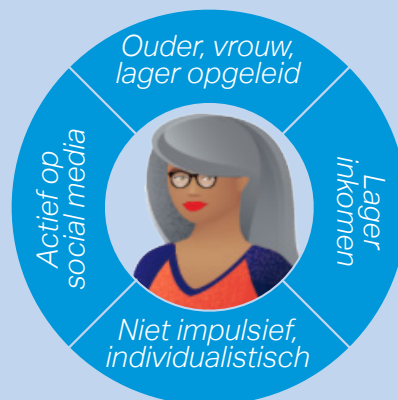 Ouder, vrouw,
lager opgeleid
Actief op
social media
Lager
inkomen
Niet impulsief,
individualistisch